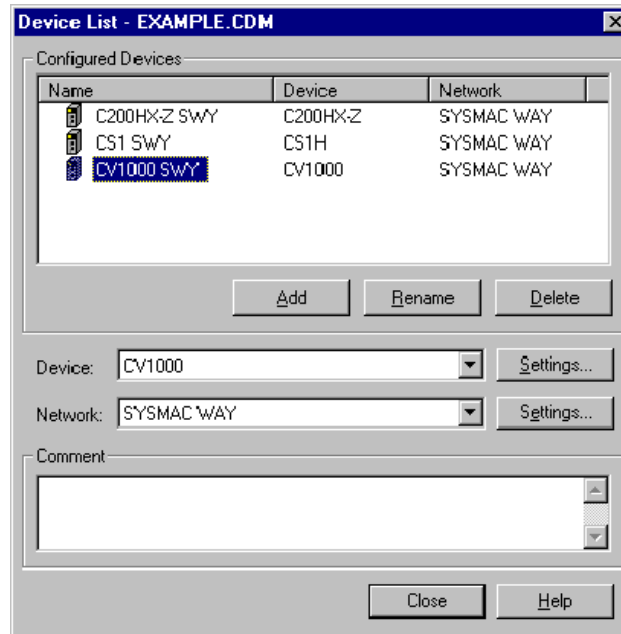 Device List - EXAMPLE.CDM
Configured Devices
Name Device Network
C200HX-Z SWY C200HX-Z SYSMAC WAY
CS1 SWY CS1H SYSMAC WAY
CV1000 SWY CV1000 SYSMAC WAY
Add Rename Delete
Device: CV1000 Settings...
Network: SYSMAC WAY Settings...
Comment
Close Help